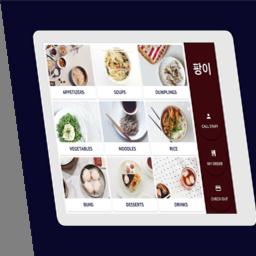 APPETIZERS
SOUPS
DUMPLINGS
팡이
VEGETABLES
NOODLES
RICE
BUNS
DESSERTS
DRINKS
CALL STAFF
MY ORDER
CHECK OUT